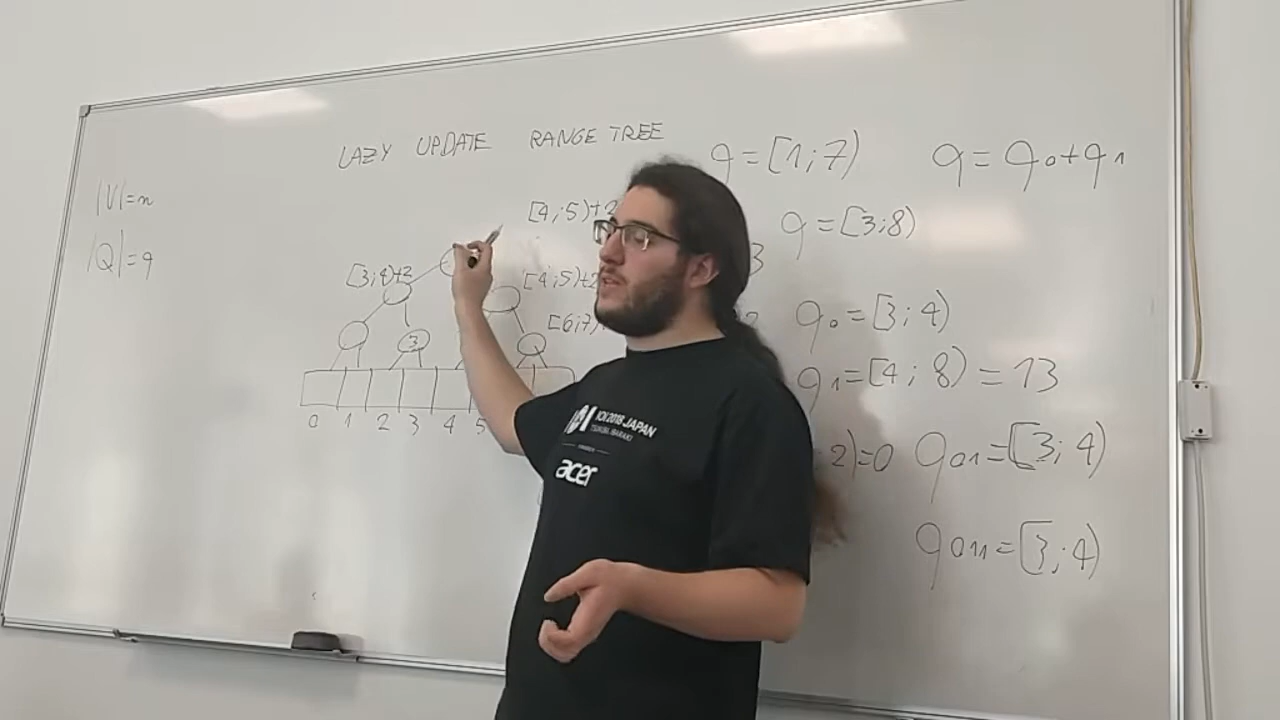 LAZY UPDATE RANGE TREE
|V|=n
|Q|=q
[4;5)+2
[3;4)+2
[4;5)+2
[6;7)
3
0 1 2 3 4 5
q=[1;7)
q=q₀+q₁
q=[3;8)
3
q₀=[3;4)
q₁=[4;8)=13
2)=0
q₀₁=[3;4)
q₀₁₁=[3;4)
IOI 2018 JAPAN
TSUKUBA, IBARAKI
acer